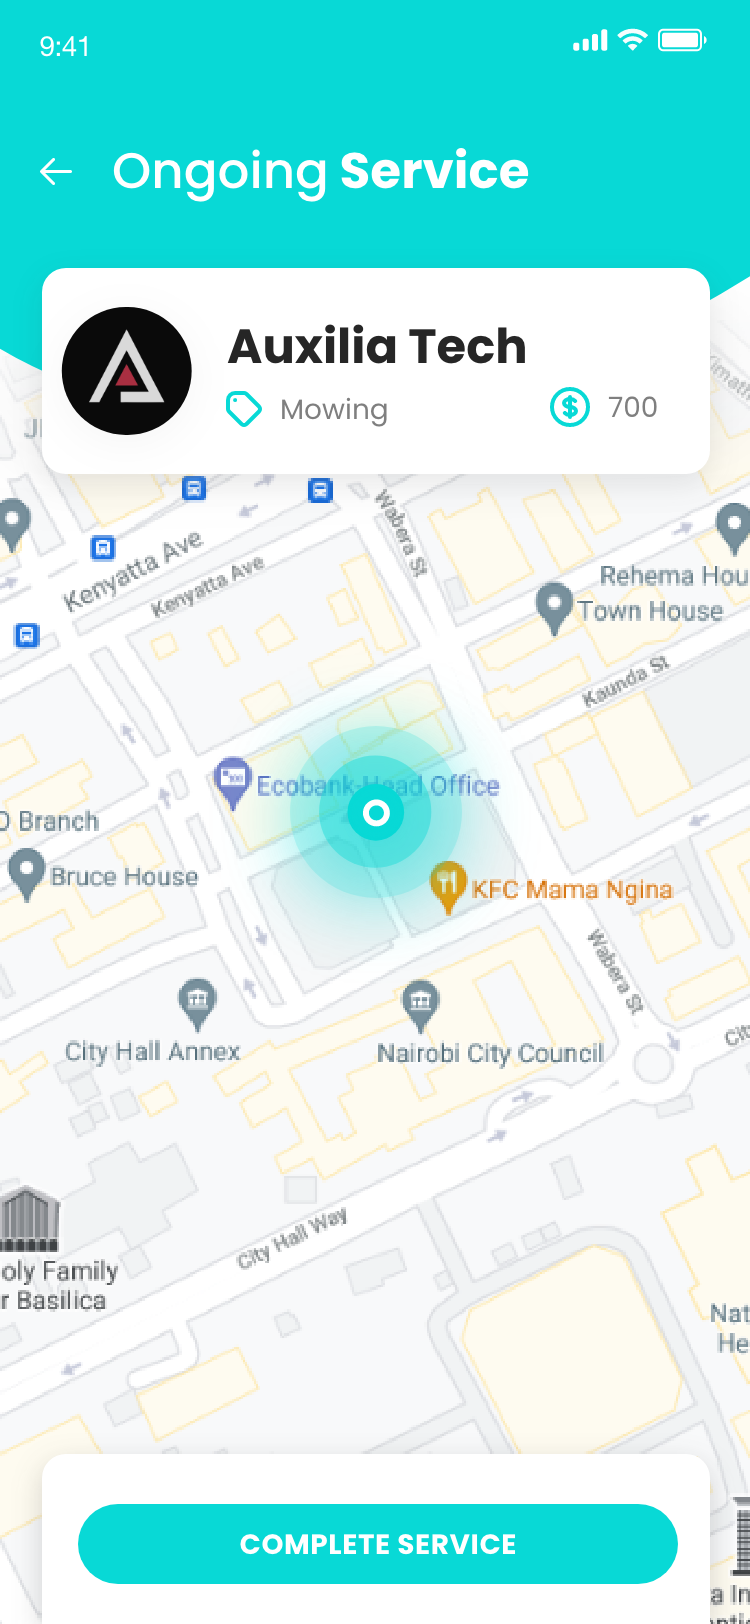 9:41
Ongoing Service
Auxilia Tech
Mowing
700
Wabera St
Kenyatta Ave
Kenyatta Ave
Rehema Hou
Town House
Kaunda St
Ecobank-Head Office
O Branch
Bruce House
KFC Mama Ngina
Wabera St
City Hall Annex
Nairobi City Council
Cit
City Hall Way
oly Family
r Basilica
Nat
He
a In
COMPLETE SERVICE